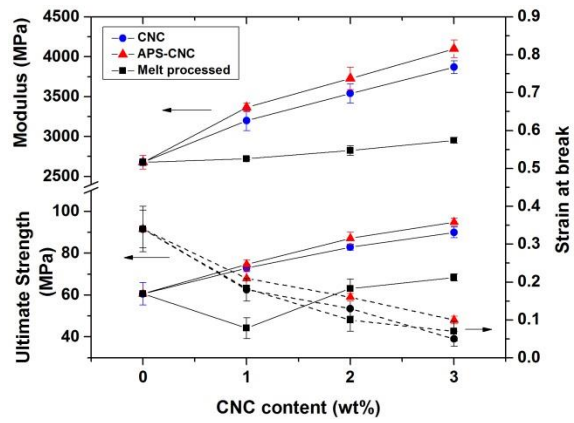 CNC
APS-CNC
Melt processed
Modulus (MPa)
4500
4000
3500
3000
2500
Ultimate Strength
(MPa)
100
80
60
40
0.9
0.8
0.7
0.6
0.5
0.4
0.3
0.2
0.1
0.0
Strain at break
0 1 2 3
CNC content (wt%)